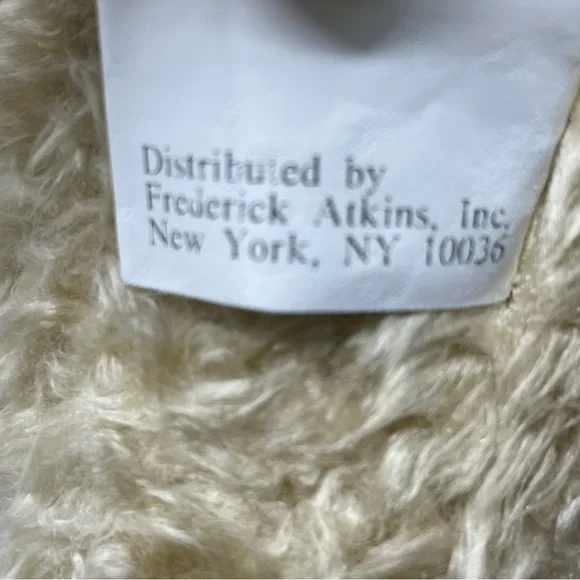 Distributed by
Frederick Atkins, Inc.
New York, NY 10036